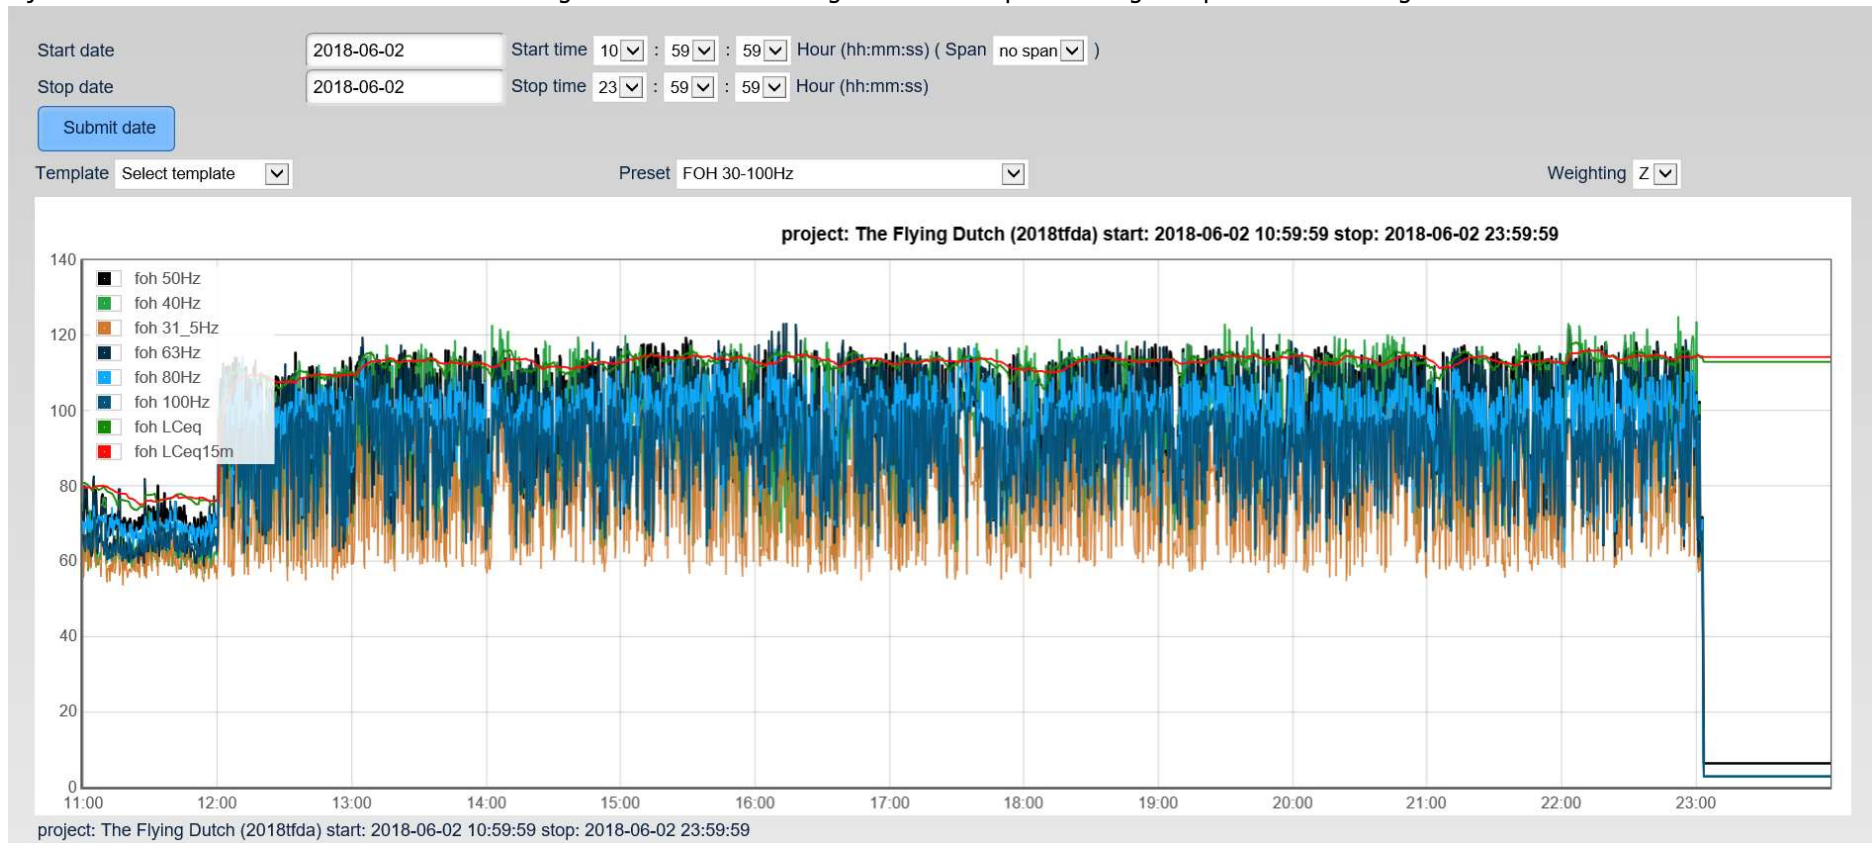 Start date 2018-06-02 Start time 10 : 59 : 59 Hour (hh:mm:ss) ( Span no span )
Stop date 2018-06-02 Stop time 23 : 59 : 59 Hour (hh:mm:ss)
Submit date
Template Select template Preset FOH 30-100Hz Weighting Z
project: The Flying Dutch (2018tfda) start: 2018-06-02 10:59:59 stop: 2018-06-02 23:59:59
140
foh 50Hz
foh 40Hz
foh 31_5Hz
120
foh 63Hz
foh 80Hz
100
foh 100Hz
foh LCeq
foh LCeq15m
80
60
40
20
0
11:00 12:00 13:00 14:00 15:00 16:00 17:00 18:00 19:00 20:00 21:00 22:00 23:00
project: The Flying Dutch (2018tfda) start: 2018-06-02 10:59:59 stop: 2018-06-02 23:59:59